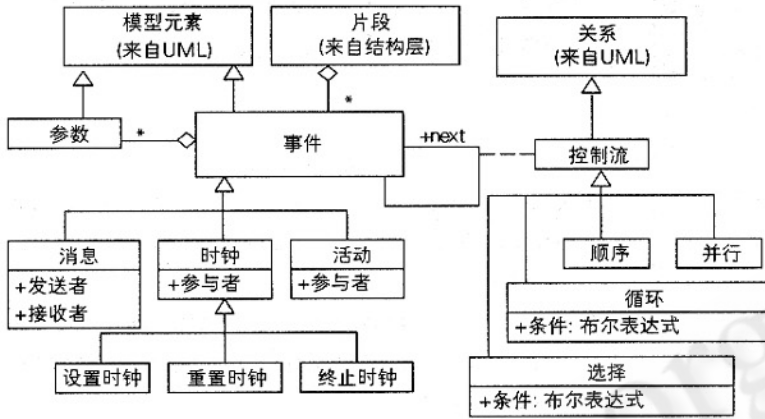 模型元素
(来自UML)
片段
(来自结构层)
关系
(来自UML)
参数
*
*
事件
+next
控制流
消息
+发送者
+接收者
时钟
+参与者
活动
+参与者
顺序
并行
循环
+条件: 布尔表达式
设置时钟
重置时钟
终止时钟
选择
+条件: 布尔表达式
org